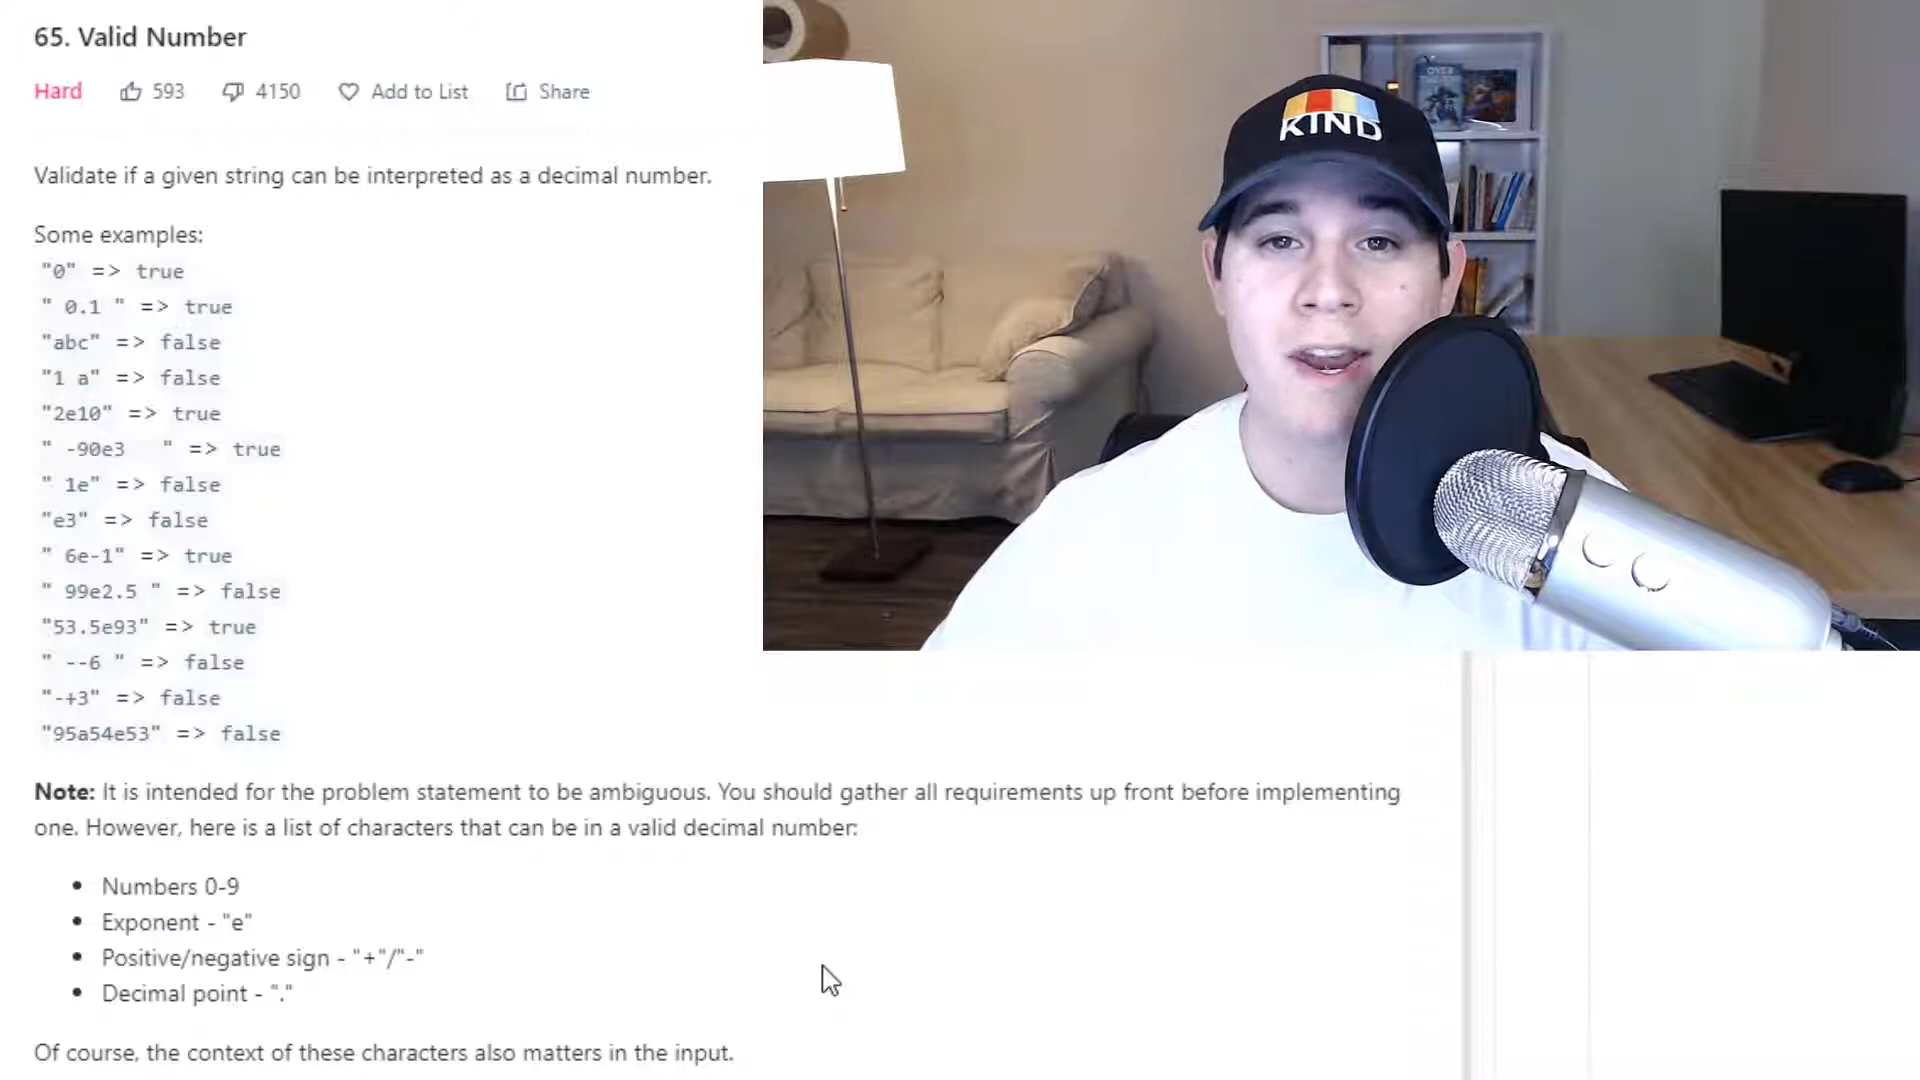 65. Valid Number
Hard 593 4150 Add to List Share
Validate if a given string can be interpreted as a decimal number.
Some examples:
"0" => true
" 0.1 " => true
"abc" => false
"1 a" => false
"2e10" => true
" -90e3   " => true
" 1e" => false
"e3" => false
" 6e-1" => true
" 99e2.5 " => false
"53.5e93" => true
" --6 " => false
"-+3" => false
"95a54e53" => false
Note: It is intended for the problem statement to be ambiguous. You should gather all requirements up front before implementing
one. However, here is a list of characters that can be in a valid decimal number:
• Numbers 0-9
• Exponent - "e"
• Positive/negative sign - "+"/"-"
• Decimal point - "."
Of course, the context of these characters also matters in the input.
KIND